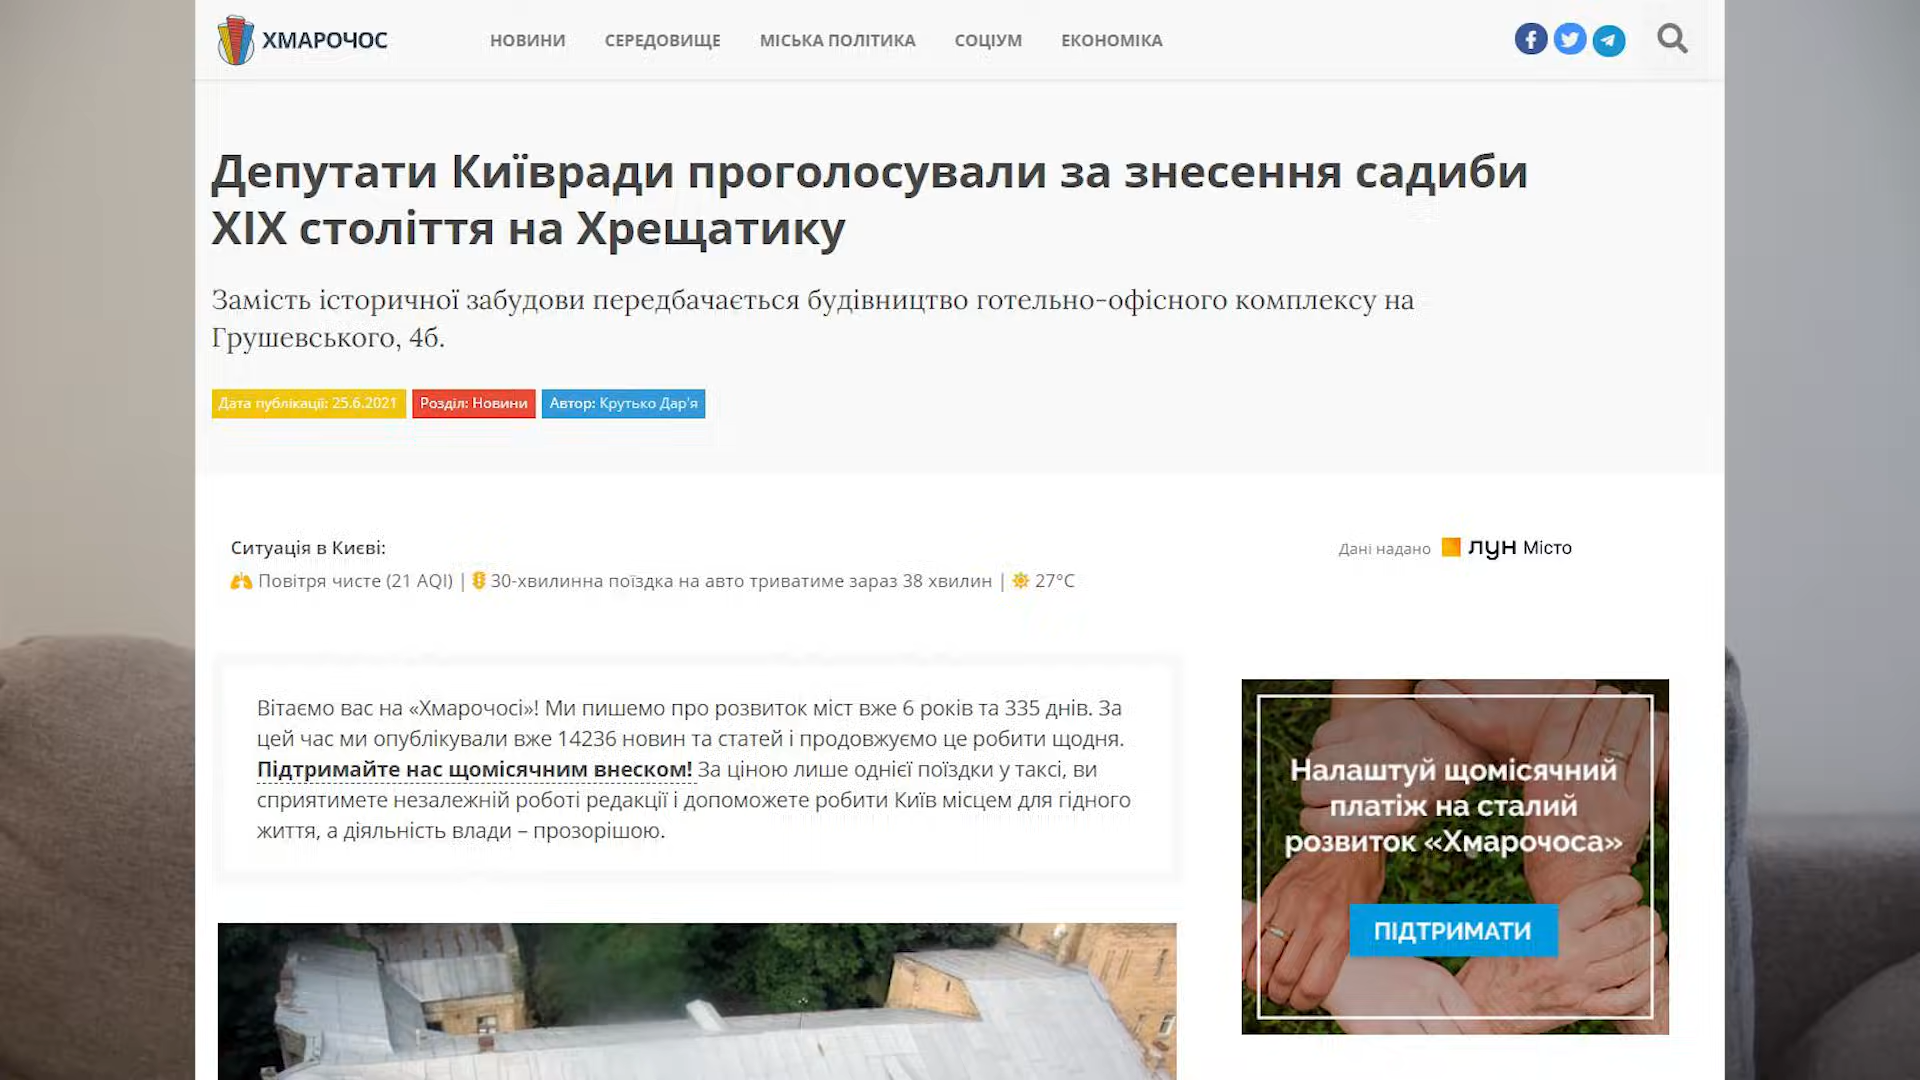 ХМАРОЧОС
НОВИНИ СЕРЕДОВИЩЕ МІСЬКА ПОЛІТИКА СОЦІУМ ЕКОНОМІКА
Депутати Київради проголосували за знесення садиби
XIX століття на Хрещатику
Замість історичної забудови передбачається будівництво готельно-офісного комплексу на
Грушевського, 4б.
Дата публікації: 25.6.2021 Розділ: Новини Автор: Крутько Дар'я
Ситуація в Києві:
Дані надано ЛУН Місто
Повітря чисте (21 AQI) | 30-хвилинна поїздка на авто триватиме зараз 38 хвилин | 27°C
Вітаємо вас на «Хмарочосі»! Ми пишемо про розвиток міст вже 6 років та 335 днів. За
цей час ми опублікували вже 14236 новин та статей і продовжуємо це робити щодня.
Підтримайте нас щомісячним внеском! За ціною лише однієї поїздки у таксі, ви
сприятимете незалежній роботі редакції і допоможете робити Київ місцем для гідного
життя, а діяльність влади – прозорішою.
Налаштуй щомісячний
платіж на сталий
розвиток «Хмарочоса»
ПІДТРИМАТИ